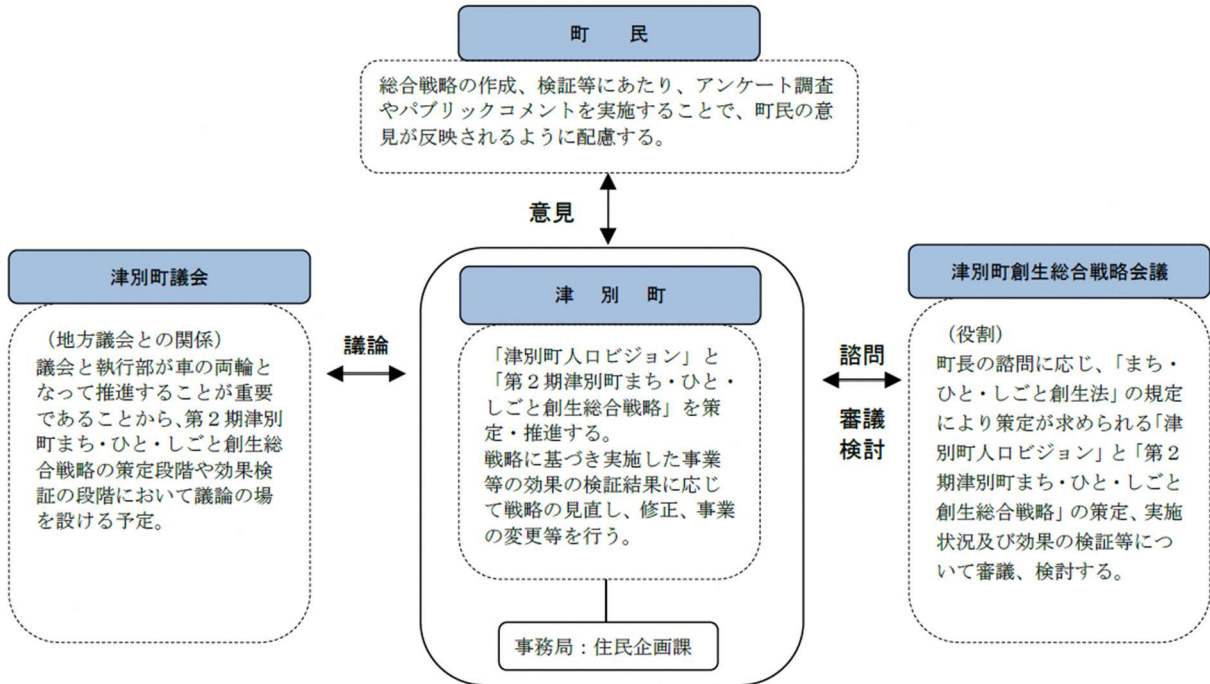 町　民
総合戦略の作成、検証等にあたり、アンケート調査
やパブリックコメントを実施することで、町民の意
見が反映されるように配慮する。
意見
津別町議会
（地方議会との関係）
議会と執行部が車の両輪と
なって推進することが重要
であることから、第２期津別
町まち・ひと・しごと創生総
合戦略の策定段階や効果検
証の段階において議論の場
を設ける予定。
議論
津　別　町
「津別町人口ビジョン」と
「第２期津別町まち・ひと・
しごと創生総合戦略」を策
定・推進する。
戦略に基づき実施した事業
等の効果の検証結果に応じ
て戦略の見直し、修正、事業
の変更等を行う。
事務局：住民企画課
諮問
審議
検討
津別町創生総合戦略会議
（役割）
町長の諮問に応じ、「まち・
ひと・しごと創生法」の規定
により策定が求められる「津
別町人口ビジョン」と「第２
期津別町まち・ひと・しごと
創生総合戦略」の策定、実施
状況及び効果の検証等につ
いて審議、検討する。